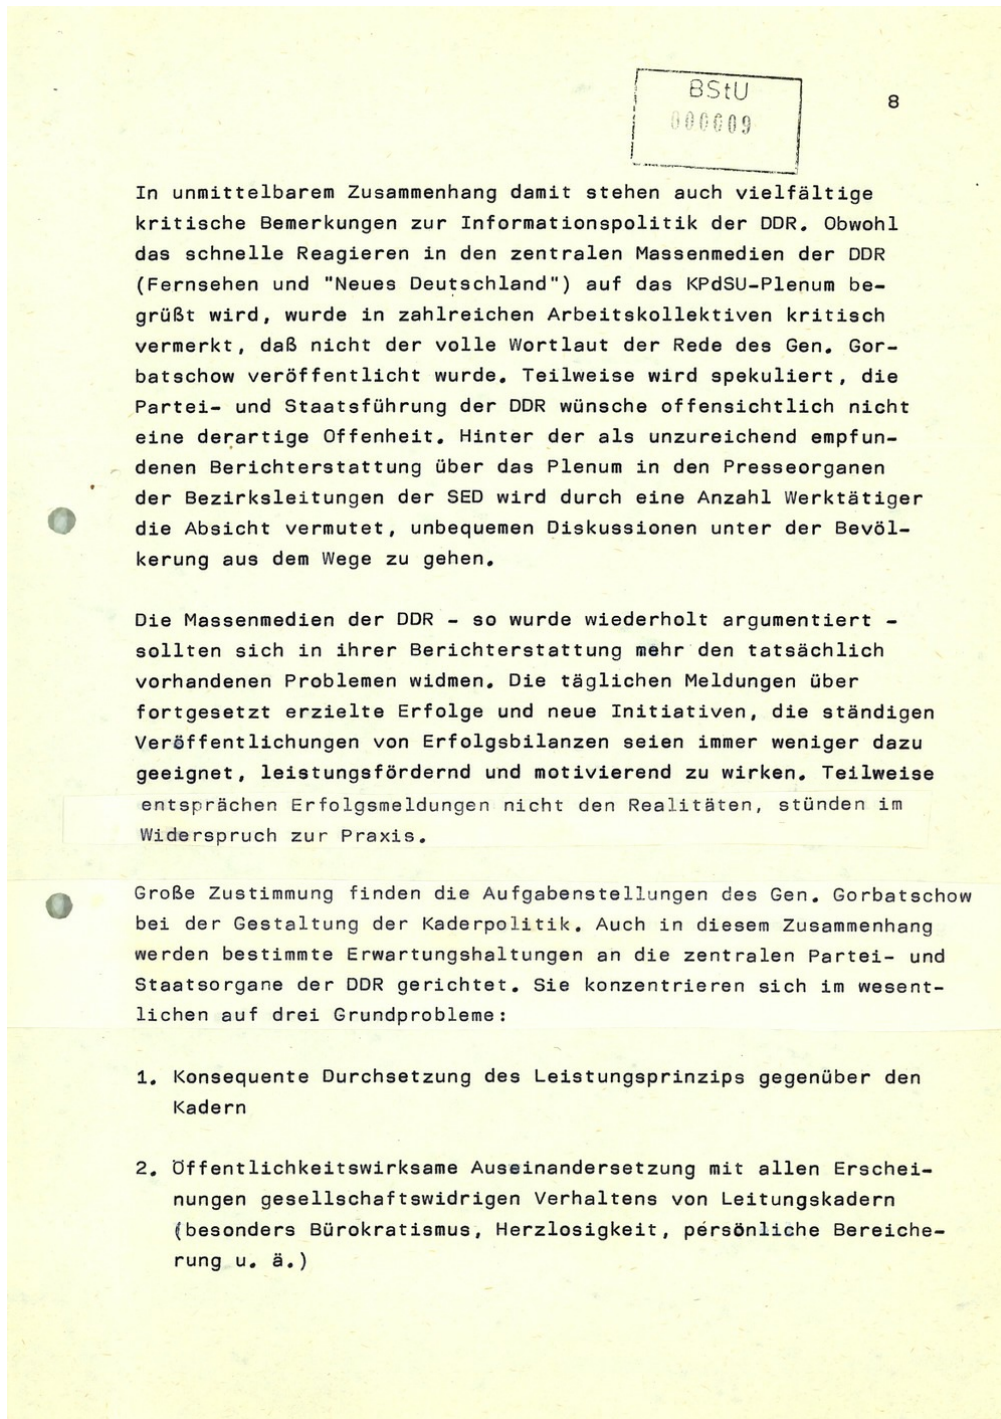 BStU
000009
8
In unmittelbarem Zusammenhang damit stehen auch vielfältige
kritische Bemerkungen zur Informationspolitik der DDR. Obwohl
das schnelle Reagieren in den zentralen Massenmedien der DDR
(Fernsehen und "Neues Deutschland") auf das KPdSU-Plenum be-
grüßt wird, wurde in zahlreichen Arbeitskollektiven kritisch
vermerkt, daß nicht der volle Wortlaut der Rede des Gen. Gor-
batschow veröffentlicht wurde. Teilweise wird spekuliert, die
Partei- und Staatsführung der DDR wünsche offensichtlich nicht
eine derartige Offenheit. Hinter der als unzureichend empfun-
denen Berichterstattung über das Plenum in den Presseorganen
der Bezirksleitungen der SED wird durch eine Anzahl Werktätiger
die Absicht vermutet, unbequemen Diskussionen unter der Bevöl-
kerung aus dem Wege zu gehen.
Die Massenmedien der DDR - so wurde wiederholt argumentiert -
sollten sich in ihrer Berichterstattung mehr den tatsächlich
vorhandenen Problemen widmen. Die täglichen Meldungen über
fortgesetzt erzielte Erfolge und neue Initiativen, die ständigen
Veröffentlichungen von Erfolgsbilanzen seien immer weniger dazu
geeignet, leistungsfördernd und motivierend zu wirken. Teilweise
entsprächen Erfolgsmeldungen nicht den Realitäten, stünden im
Widerspruch zur Praxis.
Große Zustimmung finden die Aufgabenstellungen des Gen. Gorbatschow
bei der Gestaltung der Kaderpolitik. Auch in diesem Zusammenhang
werden bestimmte Erwartungshaltungen an die zentralen Partei- und
Staatsorgane der DDR gerichtet. Sie konzentrieren sich im wesent-
lichen auf drei Grundprobleme:
1. Konsequente Durchsetzung des Leistungsprinzips gegenüber den
Kadern
2. Öffentlichkeitswirksame Auseinandersetzung mit allen Erschei-
nungen gesellschaftswidrigen Verhaltens von Leitungskadern
(besonders Bürokratismus, Herzlosigkeit, persönliche Bereiche-
rung u. ä.)